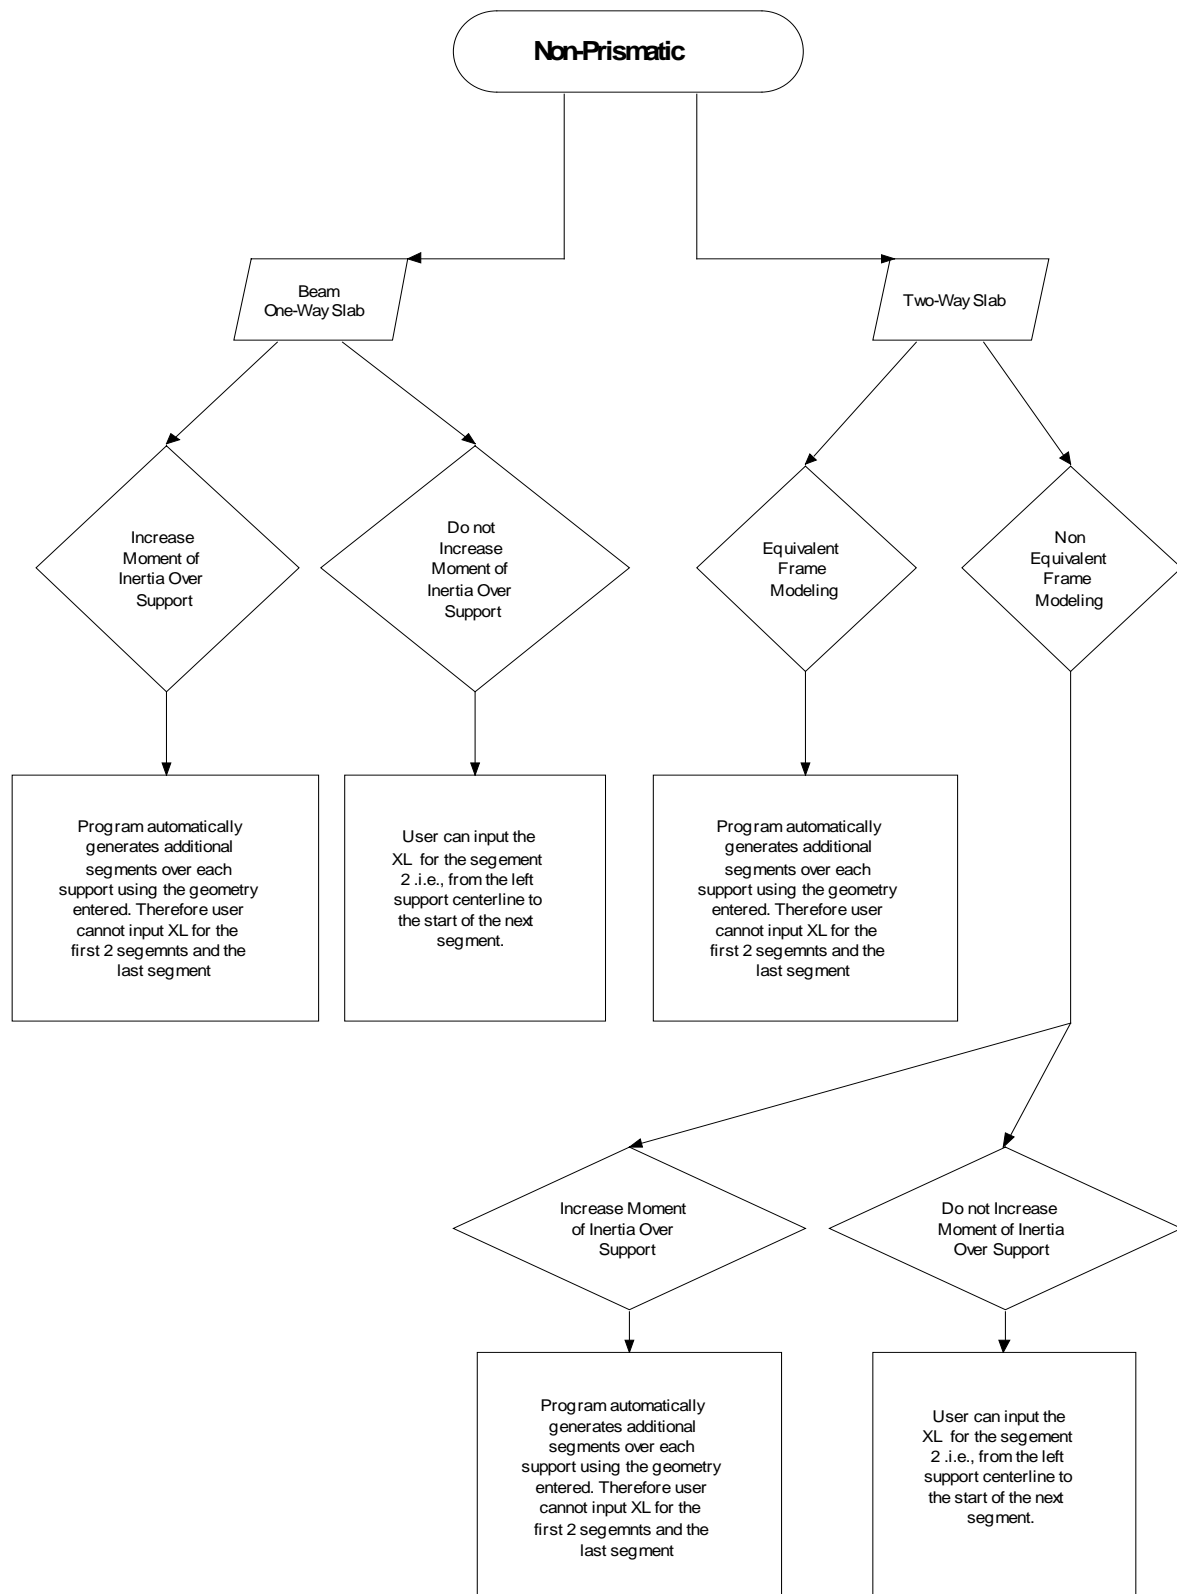 Non-Prismatic
Beam
One-Way Slab
Two-Way Slab
Increase
Moment of
Inertia Over
Support
Do not
Increase
Moment of
Inertia Over
Support
Equivalent
Frame
Modeling
Non
Equivalent
Frame
Modeling
Program automatically
generates additional
segments over each
support using the geometry
entered. Therefore user
cannot input XL for the
first 2 segemnts and the
last segment
User can input the
XL for the segement
2 .i.e., from the left
support centerline to
the start of the next
segment.
Program automatically
generates additional
segments over each
support using the geometry
entered. Therefore user
cannot input XL for the
first 2 segemnts and the
last segment
Increase Moment
of Inertia Over
Support
Do not Increase
Moment of Inertia
Over Support
Program automatically
generates additional
segments over each
support using the geometry
entered. Therefore user
cannot input XL for the
first 2 segemnts and the
last segment
User can input the
XL for the segement
2 .i.e., from the left
support centerline to
the start of the next
segment.